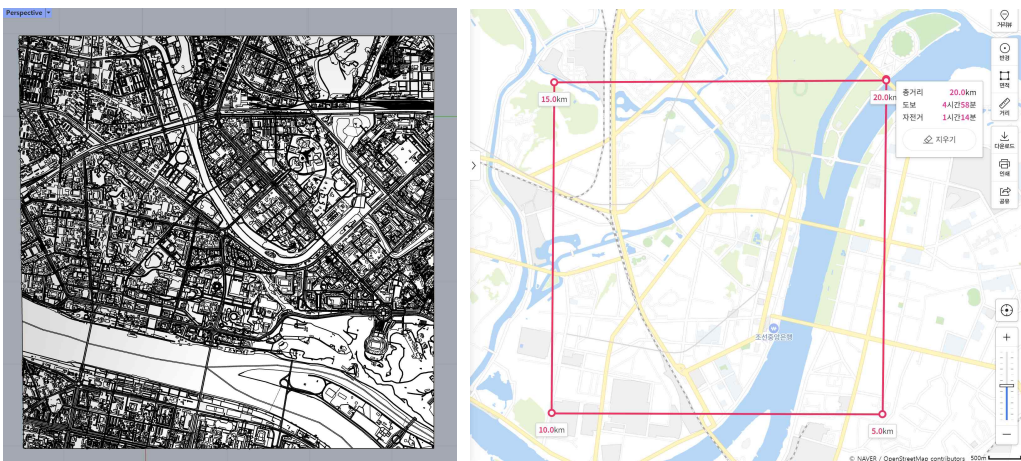 Perspective
거리뷰
반경
면적
거리
다운로드
인쇄
공유
15.0km
20.0km
총거리 20.0km
도보 4시간58분
자전거 1시간14분
지우기
조선중앙은행
10.0km
5.0km
© NAVER / OpenStreetMap contributors 500m